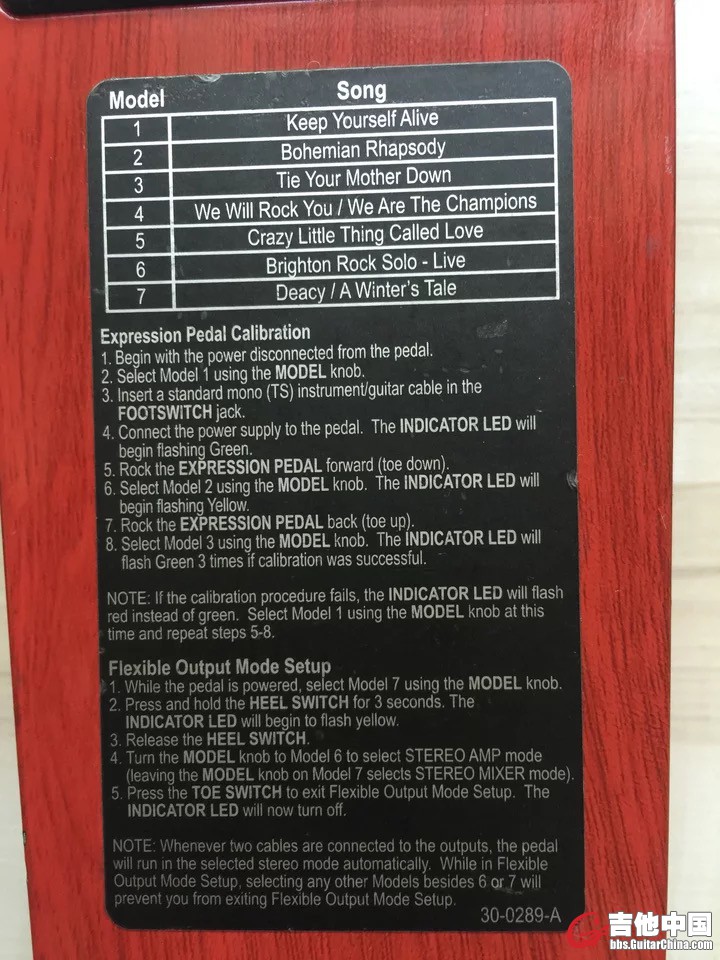 Model Song
1 Keep Yourself Alive
2 Bohemian Rhapsody
3 Tie Your Mother Down
4 We Will Rock You / We Are The Champions
5 Crazy Little Thing Called Love
6 Brighton Rock Solo - Live
7 Deacy / A Winter's Tale
Expression Pedal Calibration
1. Begin with the power disconnected from the pedal.
2. Select Model 1 using the MODEL knob.
3. Insert a standard mono (TS) instrument/guitar cable in the
FOOTSWITCH jack.
4. Connect the power supply to the pedal. The INDICATOR LED will
begin flashing Green.
5. Rock the EXPRESSION PEDAL forward (toe down).
6. Select Model 2 using the MODEL knob. The INDICATOR LED will
begin flashing Yellow.
7. Rock the EXPRESSION PEDAL back (toe up).
8. Select Model 3 using the MODEL knob. The INDICATOR LED will
flash Green 3 times if calibration was successful.
NOTE: If the calibration procedure fails, the INDICATOR LED will flash
red instead of green. Select Model 1 using the MODEL knob at this
time and repeat steps 5-8.
Flexible Output Mode Setup
1. While the pedal is powered, select Model 7 using the MODEL knob.
2. Press and hold the HEEL SWITCH for 3 seconds. The
INDICATOR LED will begin to flash yellow.
3. Release the HEEL SWITCH.
4. Turn the MODEL knob to Model 6 to select STEREO AMP mode
(leaving the MODEL knob on Model 7 selects STEREO MIXER mode).
5. Press the TOE SWITCH to exit Flexible Output Mode Setup. The
INDICATOR LED will now turn off.
NOTE: Whenever two cables are connected to the outputs, the pedal
will run in the selected stereo mode automatically. While in Flexible
Output Mode Setup, selecting any other Models besides 6 or 7 will
prevent you from exiting Flexible Output Mode Setup.
30-0289-A
吉他中国
bbs.GuitarChina.com